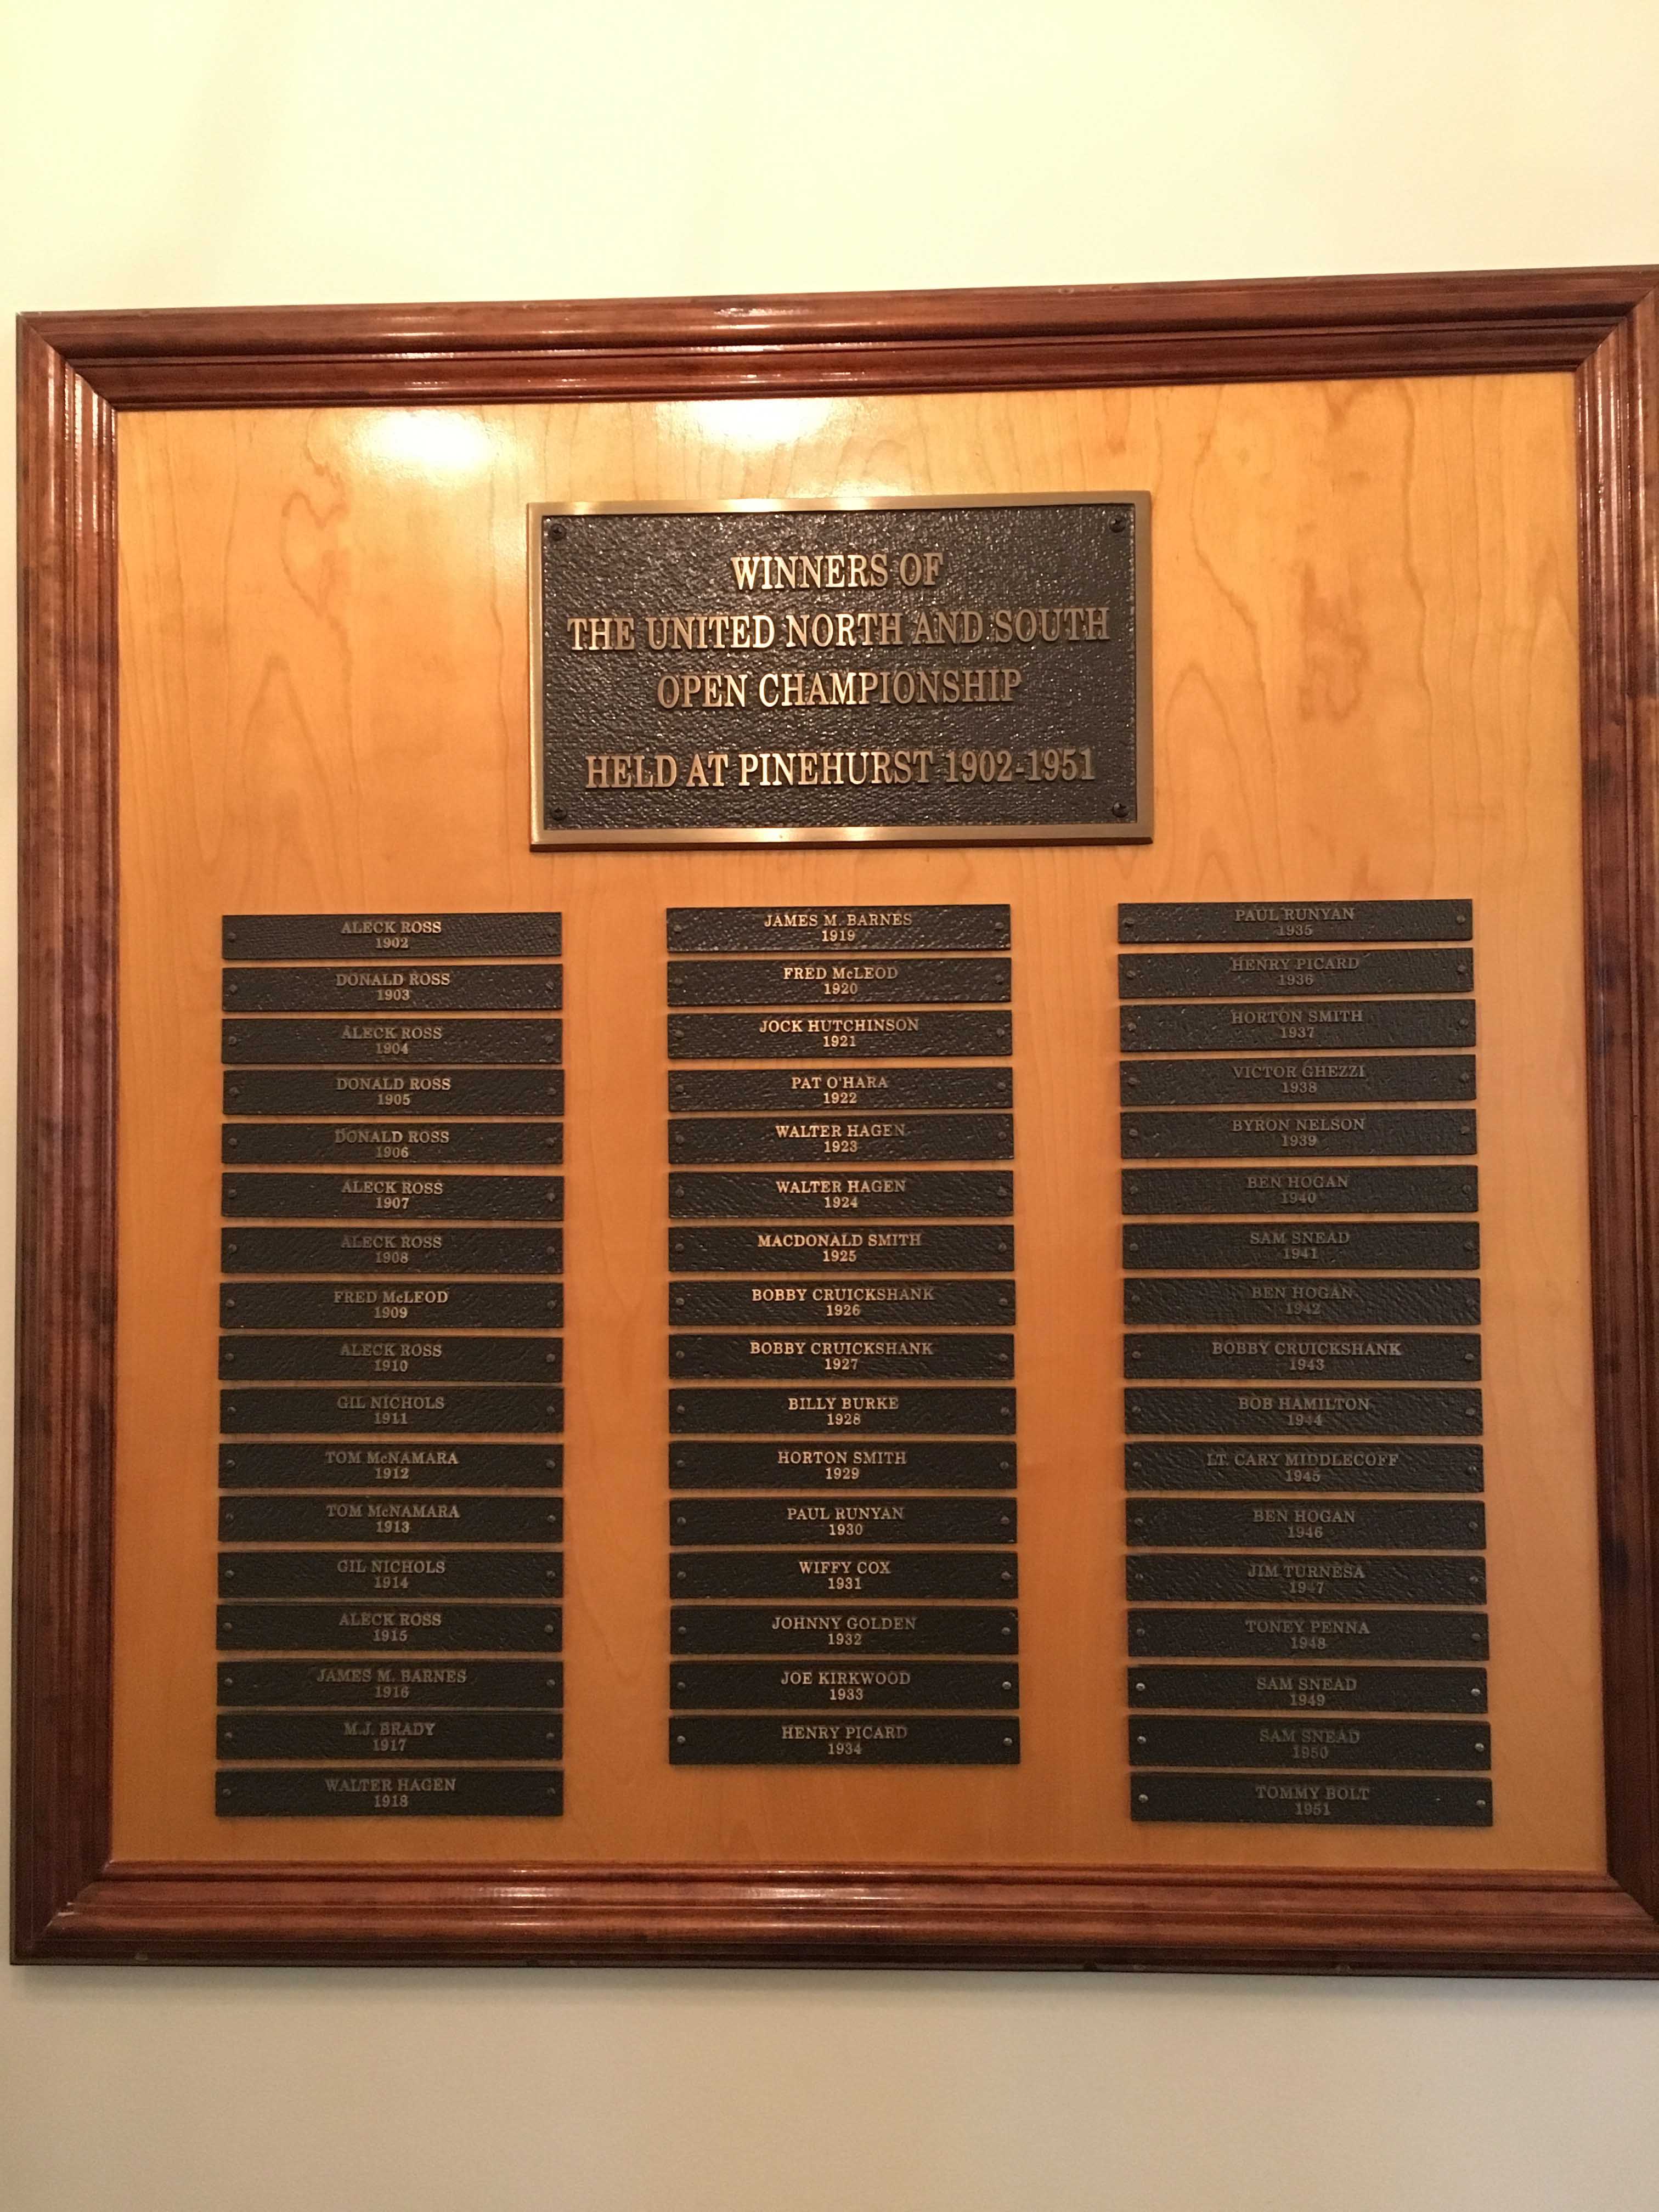 WINNERS OF
THE UNITED NORTH AND SOUTH
OPEN CHAMPIONSHIP
HELD AT PINEHURST 1902-1951
ALECK ROSS
1902
DONALD ROSS
1903
ALECK ROSS
1904
DONALD ROSS
1905
DONALD ROSS
1906
ALECK ROSS
1907
ALECK ROSS
1908
FRED McLEOD
1909
ALECK ROSS
1910
GIL NICHOLS
1911
TOM McNAMARA
1912
TOM McNAMARA
1913
GIL NICHOLS
1914
ALECK ROSS
1915
JAMES M. BARNES
1916
M.J. BRADY
1917
WALTER HAGEN
1918
JAMES M. BARNES
1919
FRED McLEOD
1920
JOCK HUTCHINSON
1921
PAT O'HARA
1922
WALTER HAGEN
1923
WALTER HAGEN
1924
MACDONALD SMITH
1925
BOBBY CRUICKSHANK
1926
BOBBY CRUICKSHANK
1927
BILLY BURKE
1928
HORTON SMITH
1929
PAUL RUNYAN
1930
WIFFY COX
1931
JOHNNY GOLDEN
1932
JOE KIRKWOOD
1933
HENRY PICARD
1934
PAUL RUNYAN
1935
HENRY PICARD
1936
HORTON SMITH
1937
VICTOR GHEZZI
1938
BYRON NELSON
1939
BEN HOGAN
1940
SAM SNEAD
1941
BEN HOGAN
1942
BOBBY CRUICKSHANK
1943
BOB HAMILTON
1944
LT. CARY MIDDLECOFF
1945
BEN HOGAN
1946
JIM TURNESA
1947
TONEY PENNA
1948
SAM SNEAD
1949
SAM SNEAD
1950
TOMMY BOLT
1951